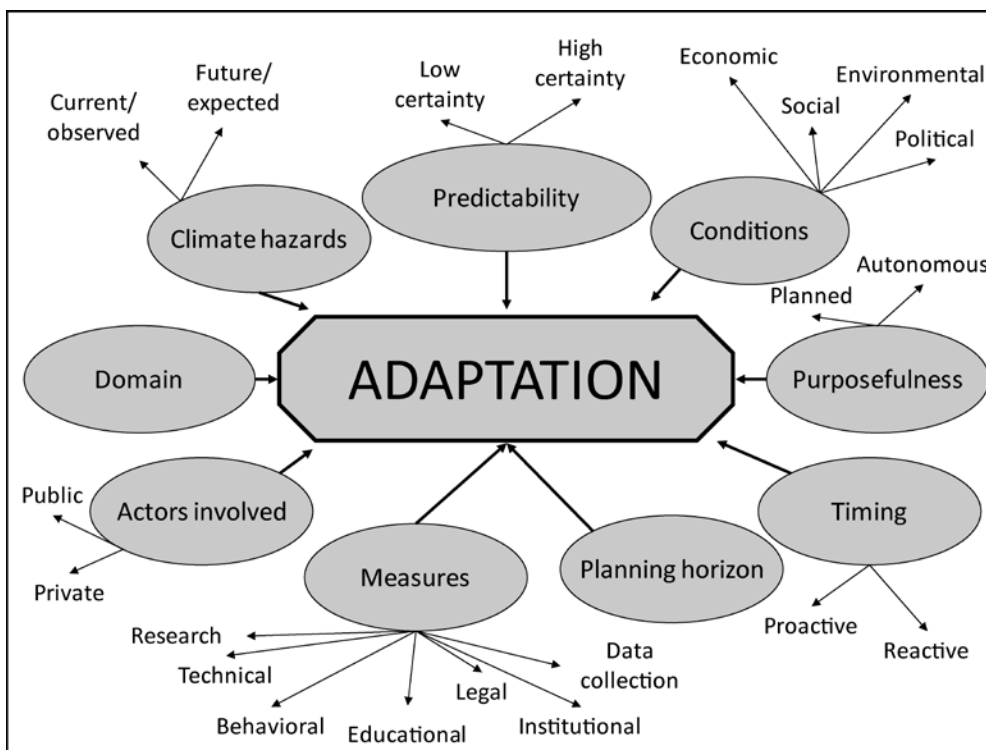 High
certainty
Economic
Future/
expected
Low
certainty
Environmental
Current/
observed
Social
Political
Predictability
Climate hazards
Conditions
Autonomous
Planned
Domain
ADAPTATION
Purposefulness
Public
Actors involved
Timing
Private
Measures
Planning horizon
Research
Technical
Behavioral
Educational
Legal
Institutional
Data
collection
Proactive
Reactive